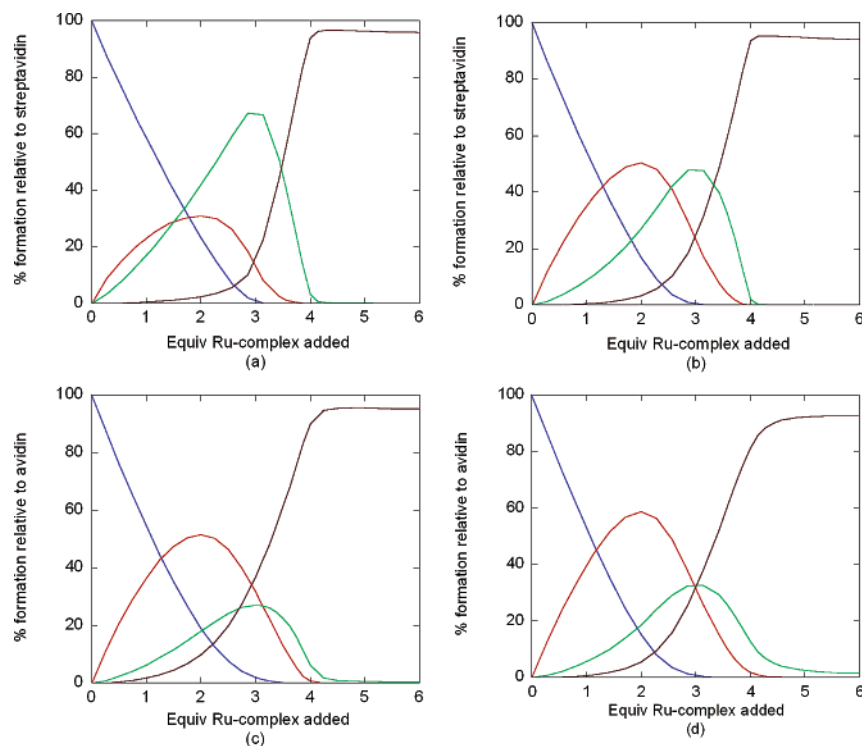 % formation relative to streptavidin
100
80
60
40
20
0
0 1 2 3 4 5 6
Equiv Ru-complex added
(a)
% formation relative to streptavidin
100
80
60
40
20
0
0 1 2 3 4 5 6
Equiv Ru-complex added
(b)
% formation relative to avidin
100
80
60
40
20
0
0 1 2 3 4 5 6
Equiv Ru-complex added
(c)
% formation relative to avidin
100
80
60
40
20
0
0 1 2 3 4 5 6
Equiv Ru-complex added
(d)